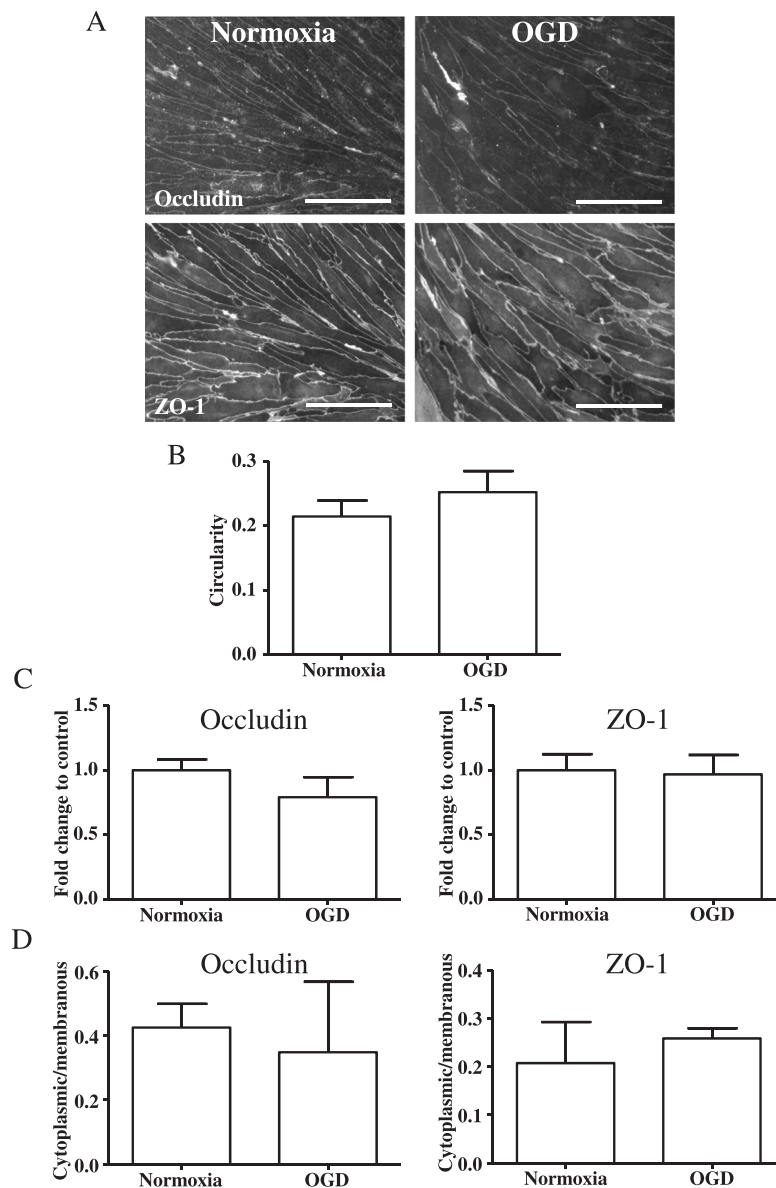 A
Normoxia
OGD
Occludin
ZO-1
B
0.3
0.2
0.1
0.0
Circularity
Normoxia
OGD
C
Occludin
1.5
1.0
0.5
0.0
Fold change to control
Normoxia
OGD
ZO-1
1.5
1.0
0.5
0.0
Fold change to control
Normoxia
OGD
D
Occludin
0.6
0.4
0.2
0.0
Cytoplasmic/membranous
Normoxia
OGD
ZO-1
0.4
0.3
0.2
0.1
0.0
Cytoplasmic/membranous
Normoxia
OGD